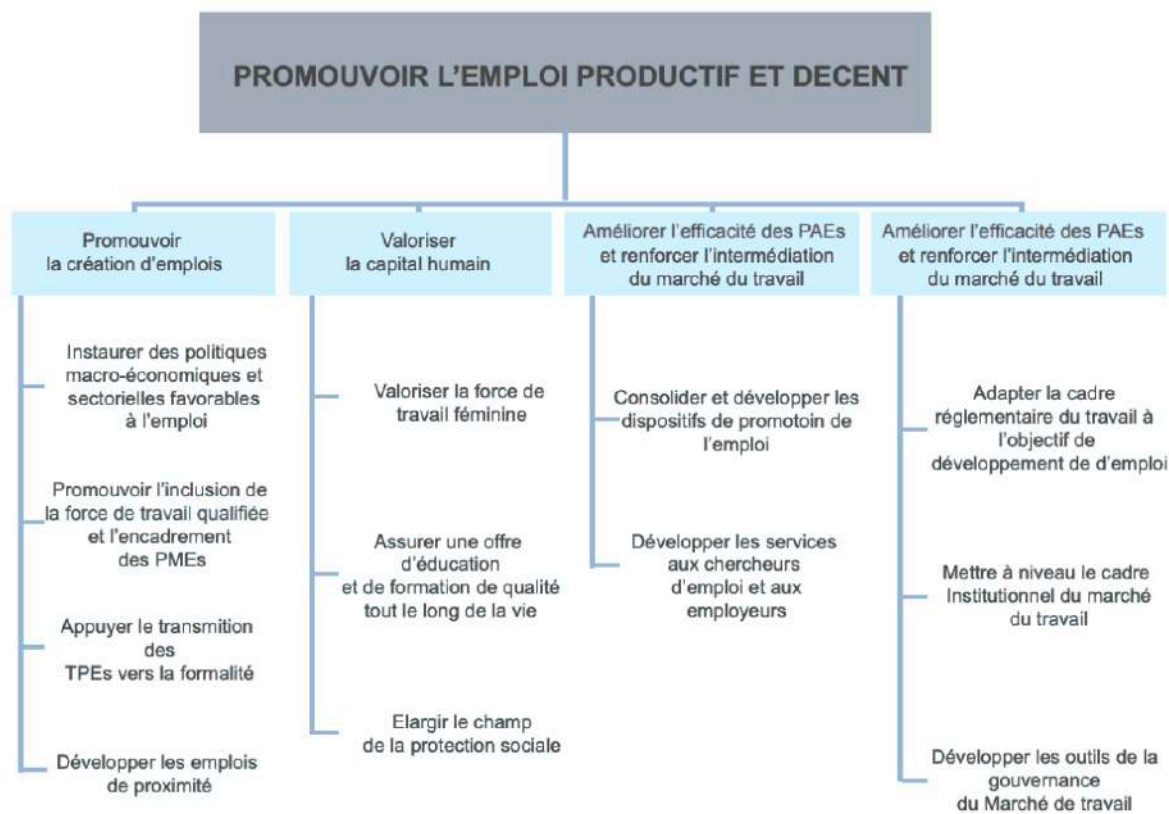 PROMOUVOIR L'EMPLOI PRODUCTIF ET DECENT
Promouvoir
la création d'emplois
Instaurer des politiques
macro-économiques et
sectorielles favorables
à l'emploi
Promouvoir l'inclusion de
la force de travail qualifiée
et l'encadrement
des PMEs
Appuyer le transmition
des
TPEs vers la formalité
Développer les emplois
de proximité
Valoriser
la capital humain
Valoriser la force de
travail féminine
Assurer une offre
d'éducation
et de formation de qualité
tout le long de la vie
Elargir le champ
de la protection sociale
Améliorer l'efficacité des PAEs
et renforcer l'intermédiation
du marché du travail
Consolider et développer les
dispositifs de promotoin de
l'emploi
Développer les services
aux chercheurs
d'emploi et aux
employeurs
Améliorer l'efficacité des PAEs
et renforcer l'intermédiation
du marché du travail
Adapter la cadre
réglementaire du travail à
l'objectif de
développement de d'emploi
Mettre à niveau le cadre
Institutionnel du marché
du travail
Développer les outils de la
gouvernance
du Marché de travail